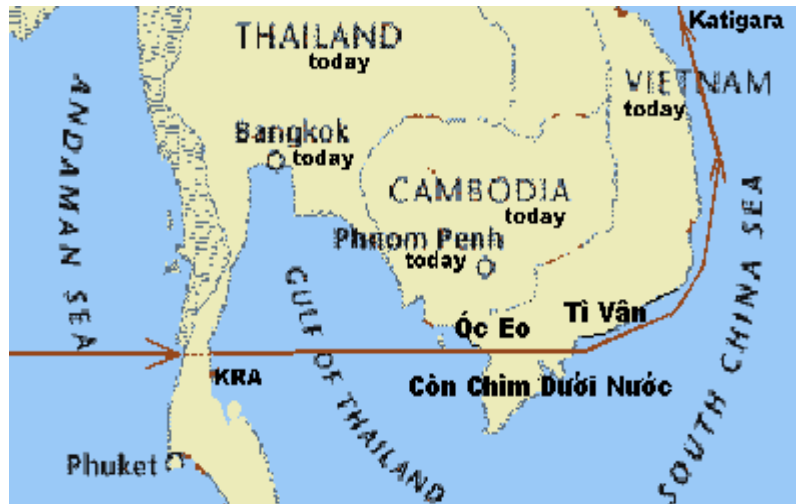 Katigara
THAILAND
today
VIETNAM
today
ANDAMAN SEA
Bangkok
today
CAMBODIA
today
Phnom Penh
today
GULF OF THAILAND
SOUTH CHINA SEA
Óc Eo
Tì Vân
KRA
Còn Chìm Dưới Nước
Phuket